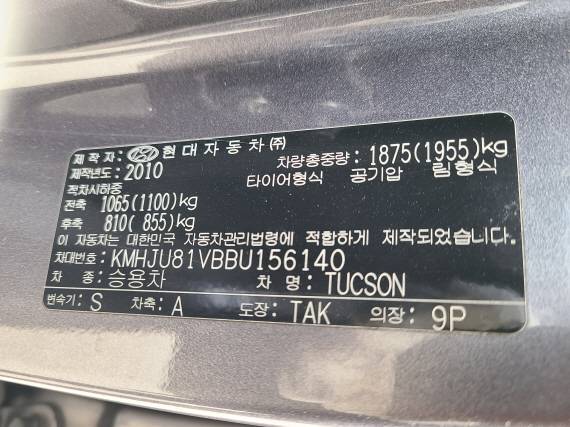 제 작 자: 현대자동차㈜
제작년도: 2010 차량총중량: 1875(1955)kg
적차시하중 타이어형식 공기압 림형식
전축 1065(1100)kg
후축 810( 855)kg
이 자동차는 대한민국 자동차관리법령에 적합하게 제작되었습니다
차대번호: KMHJU81VBBU156140
차 종: 승용차 차 명: TUCSON
변속기: S 차축: A 도장: TAK 의장: 9P